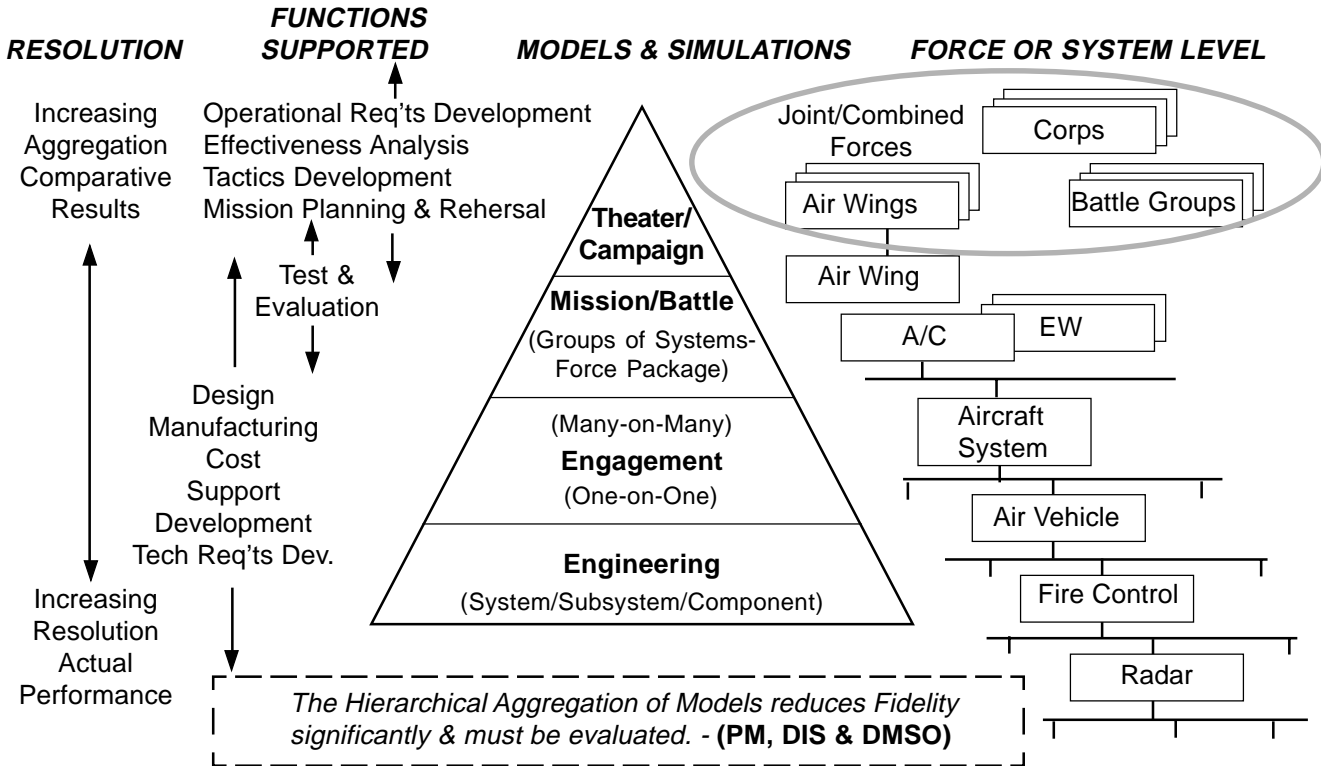 RESOLUTION
FUNCTIONS
SUPPORTED
MODELS & SIMULATIONS
FORCE OR SYSTEM LEVEL
Increasing
Aggregation
Comparative
Results
Increasing
Resolution
Actual
Performance
Operational Req'ts Development
Effectiveness Analysis
Tactics Development
Mission Planning & Rehersal
Test &
Evaluation
Design
Manufacturing
Cost
Support
Development
Tech Req'ts Dev.
Theater/
Campaign
Mission/Battle
(Groups of Systems-
Force Package)
(Many-on-Many)
Engagement
(One-on-One)
Engineering
(System/Subsystem/Component)
Joint/Combined
Forces
Corps
Air Wings
Battle Groups
Air Wing
A/C
EW
Aircraft
System
Air Vehicle
Fire Control
Radar
The Hierarchical Aggregation of Models reduces Fidelity
significantly & must be evaluated. - (PM, DIS & DMSO)